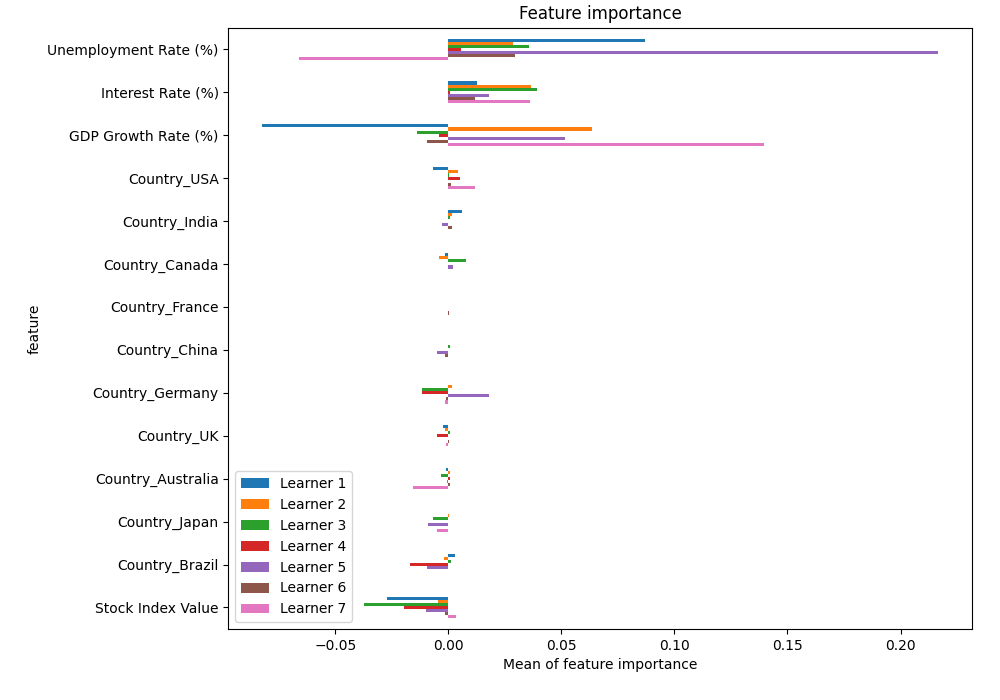 Feature importance
Unemployment Rate (%)
Interest Rate (%)
GDP Growth Rate (%)
Country_USA
Country_India
Country_Canada
Country_France
Country_China
Country_Germany
Country_UK
Country_Australia
Country_Japan
Country_Brazil
Stock Index Value
feature
Learner 1
Learner 2
Learner 3
Learner 4
Learner 5
Learner 6
Learner 7
−0.05 0.00 0.05 0.10 0.15 0.20
Mean of feature importance